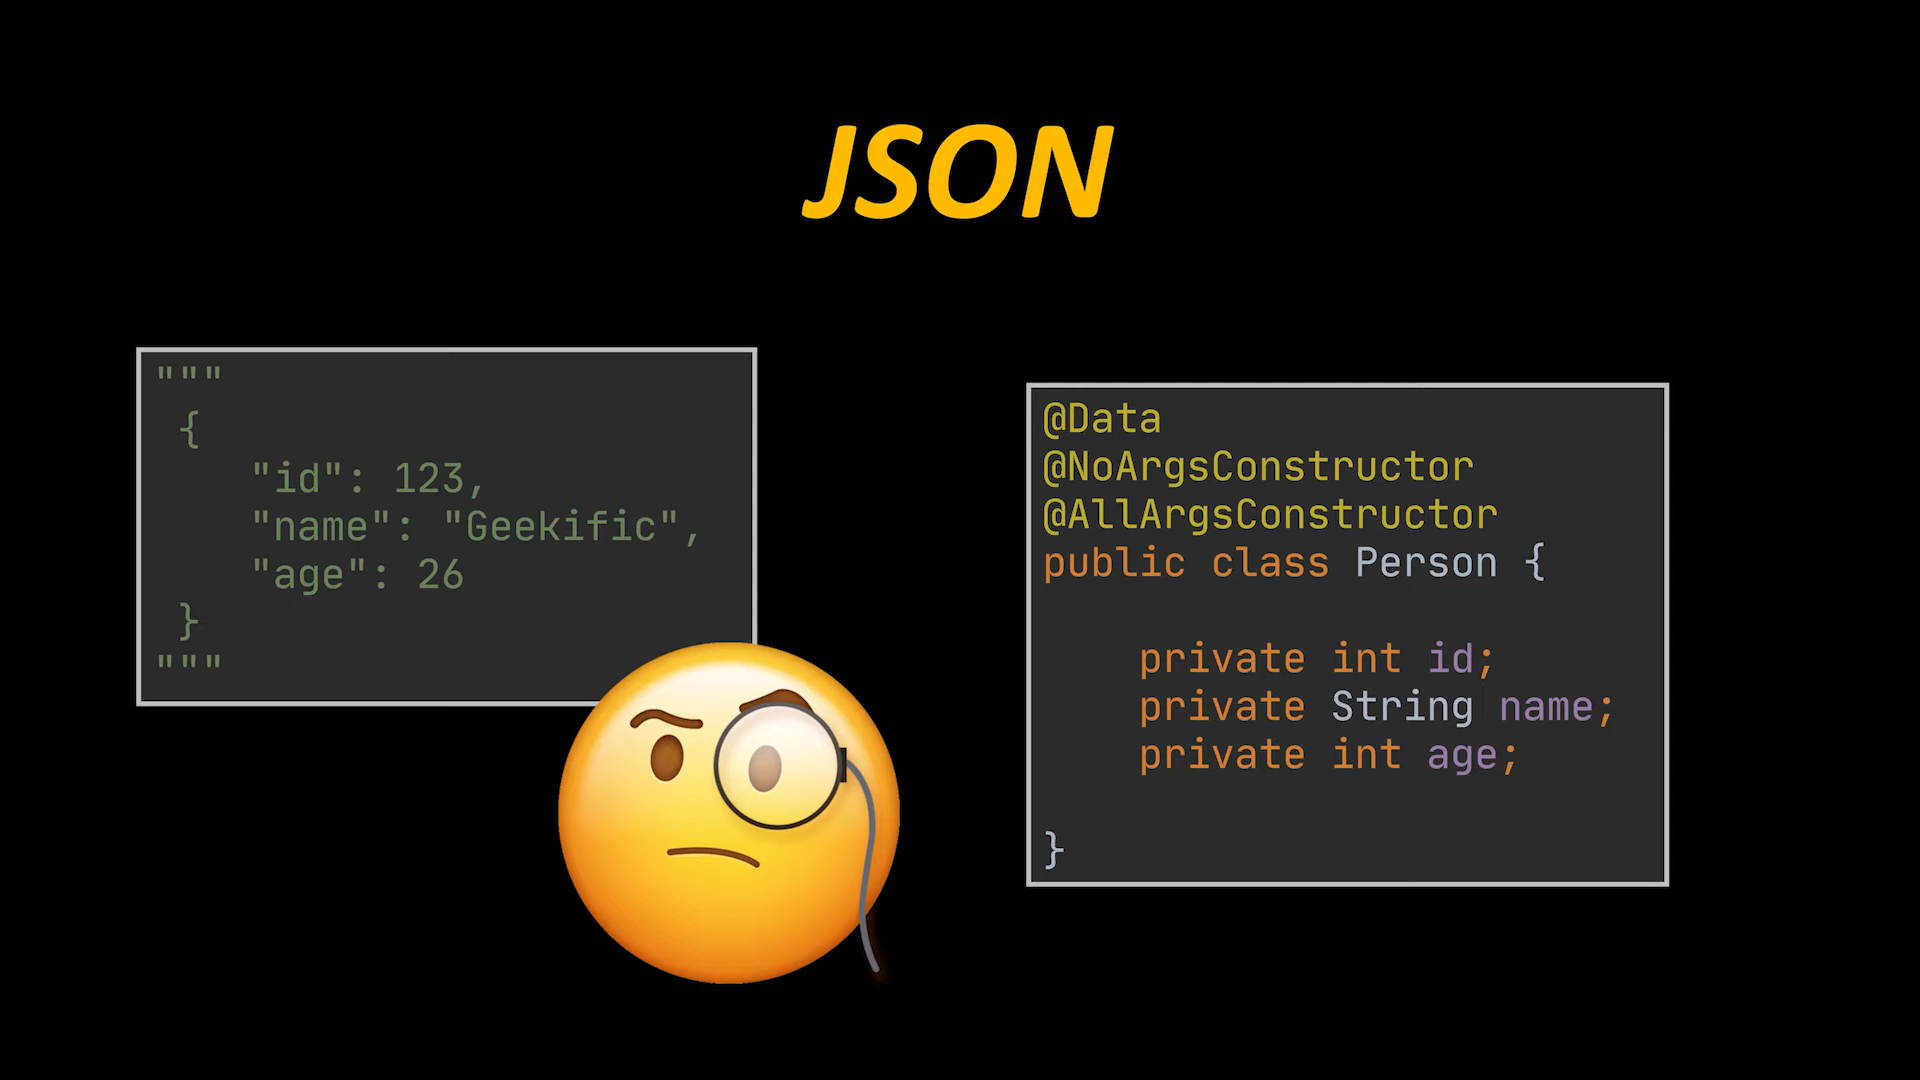 JSON
"""
{
"id": 123,
"name": "Geekific",
"age": 26
}
"""
@Data
@NoArgsConstructor
@AllArgsConstructor
public class Person {
private int id;
private String name;
private int age;
}